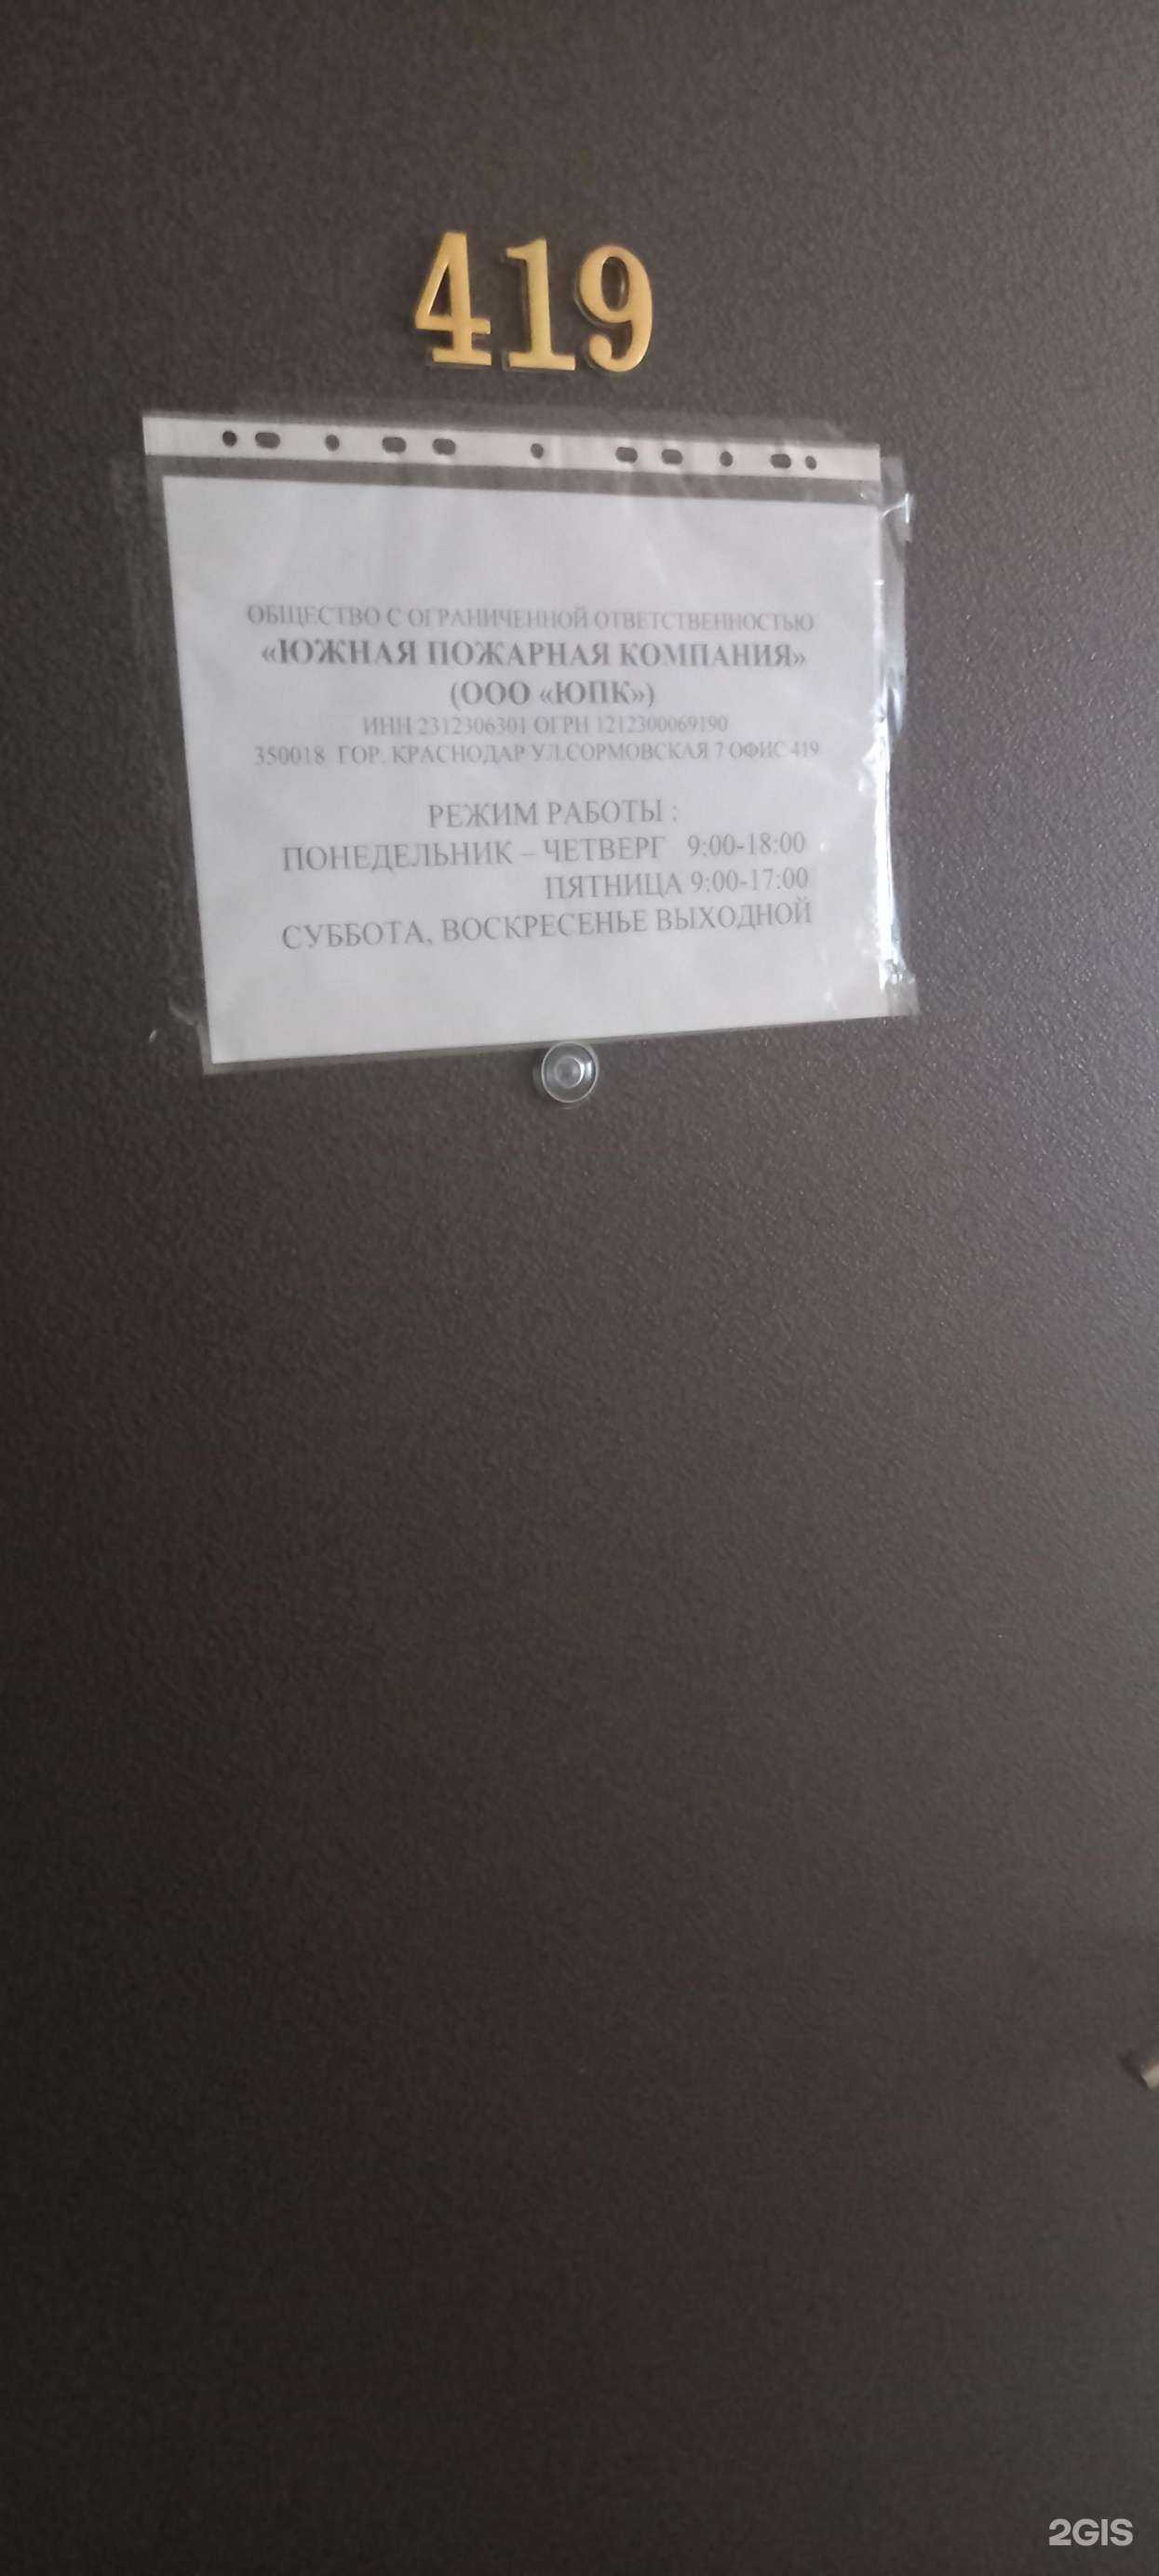 419
ОБЩЕСТВО С ОГРАНИЧЕННОЙ ОТВЕТСТВЕННОСТЬЮ
«ЮЖНАЯ ПОЖАРНАЯ КОМПАНИЯ»
(ООО «ЮПК»)
ИНН 2312306301 ОГРН 1212300069190
350018 ГОР. КРАСНОДАР УЛ.СОРМОВСКАЯ 7 ОФИС 419
РЕЖИМ РАБОТЫ :
ПОНЕДЕЛЬНИК – ЧЕТВЕРГ 9:00-18:00
ПЯТНИЦА 9:00-17:00
СУББОТА, ВОСКРЕСЕНЬЕ ВЫХОДНОЙ
2GIS